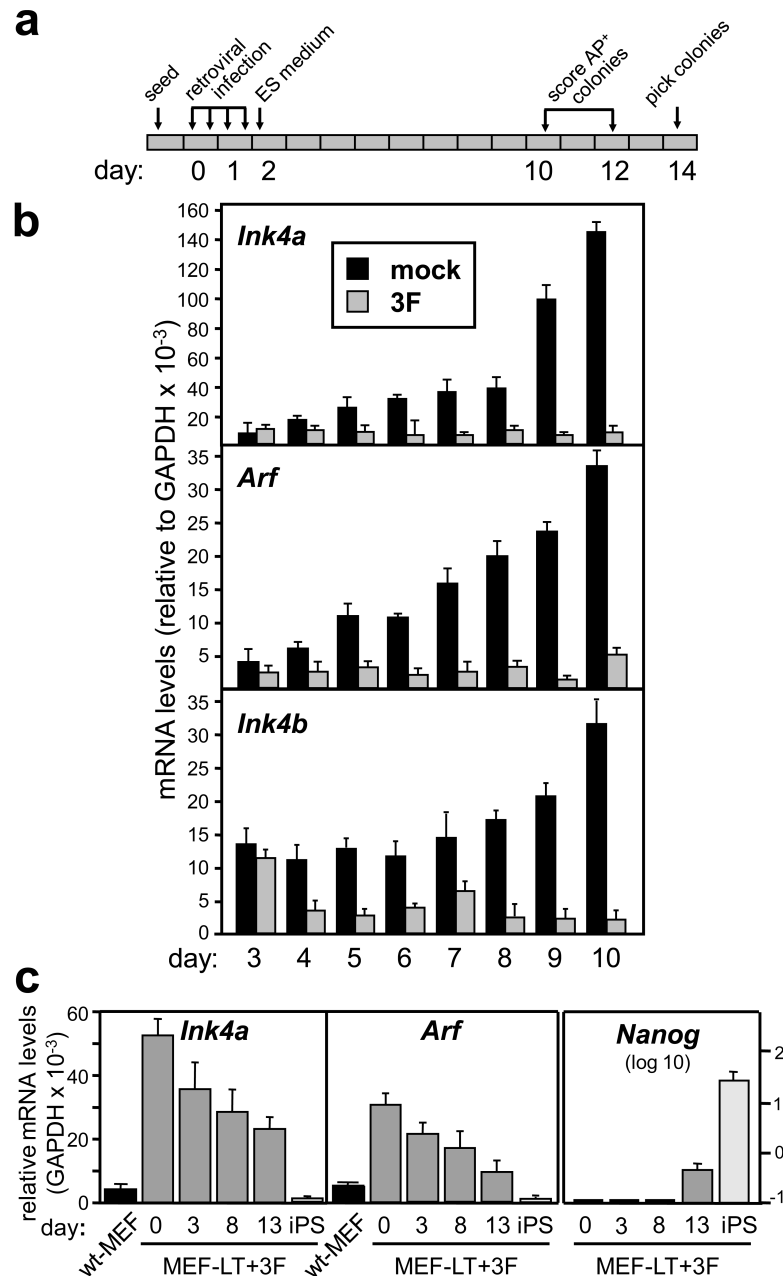 a
seed
retroviral
infection
ES medium
score AP⁺
colonies
pick colonies
day: 0 1 2 10 12 14
b
mRNA levels (relative to GAPDH x 10⁻³)
Ink4a
mock
3F
160
140
120
100
80
60
40
20
Arf
35
30
25
20
15
10
5
Ink4b
35
30
25
20
15
10
5
0
day: 3 4 5 6 7 8 9 10
c
relative mRNA levels
(GAPDH x 10⁻³)
60
40
20
0
Ink4a
Arf
Nanog
(log 10)
2
1
0
-1
day: 0 3 8 13 iPS 0 3 8 13 iPS 0 3 8 13 iPS
wt-MEF
MEF-LT+3F
wt-MEF
MEF-LT+3F
MEF-LT+3F